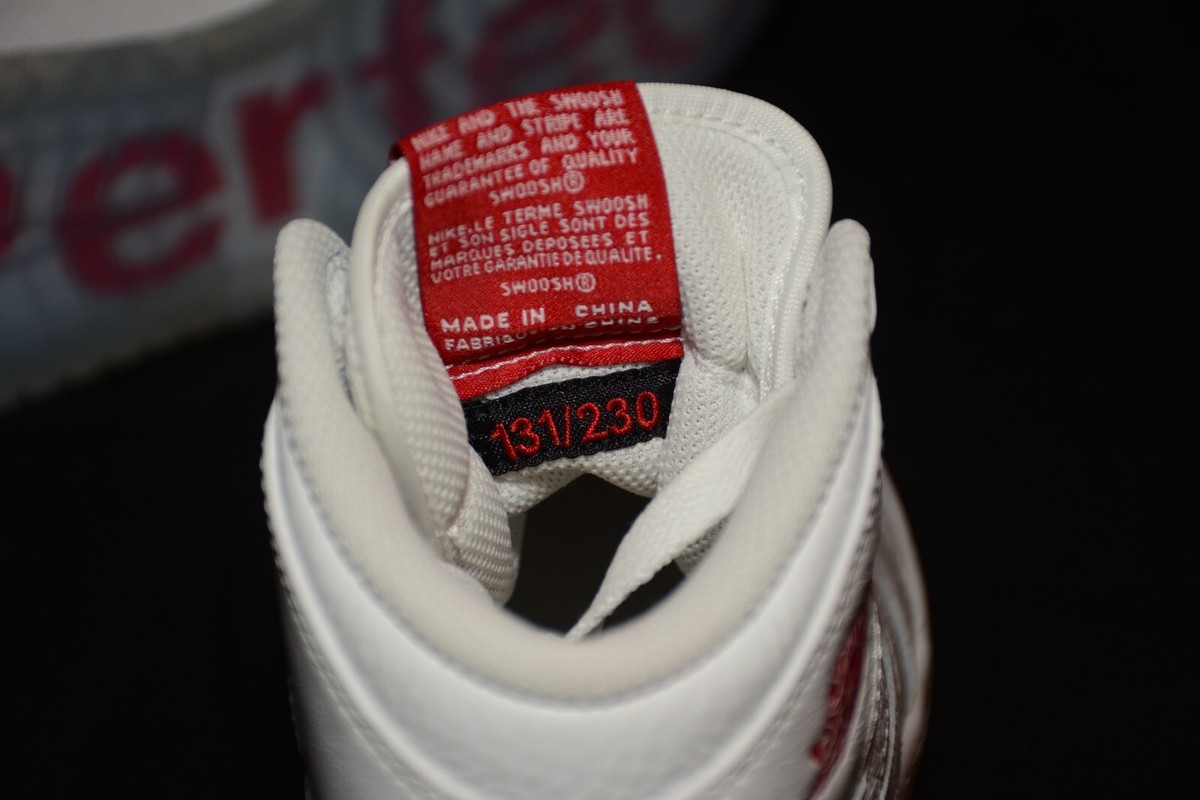 NIKE AND THE SWOOSH
NAME AND STRIPE ARE
TRADEMARKS AND YOUR
GUARANTEE OF QUALITY
SWOOSH®
NIKE.LE TERME SWOOSH
ET SON SIGLE SONT DES
MARQUES DEPOSEES ET
VOTRE GARANTIE DE QUALITE.
SWOOSH®
MADE IN CHINA
131/230